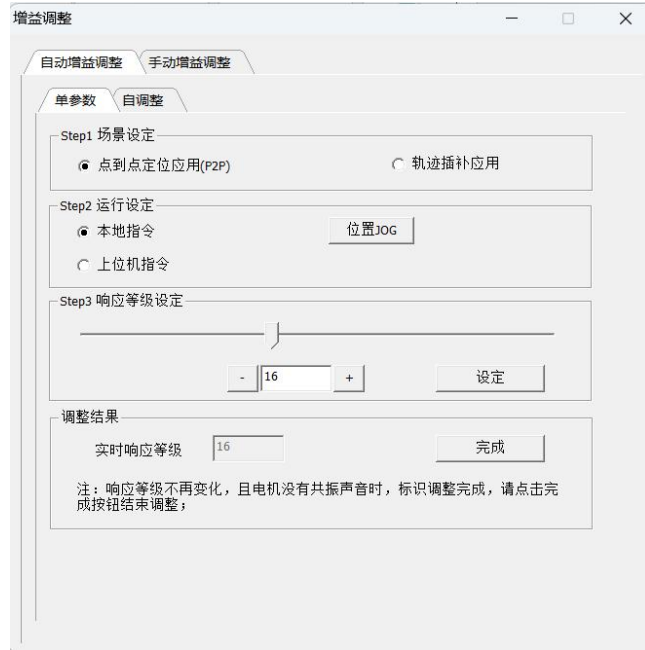 增益调整
自动增益调整 手动增益调整
单参数 自调整
Step1 场景设定
点到点定位应用(P2P) 轨迹插补应用
Step2 运行设定
本地指令 位置JOG
上位机指令
Step3 响应等级设定
- 16 + 设定
调整结果
实时响应等级 16 完成
注：响应等级不再变化，且电机没有共振声音时，标识调整完成，请点击完
成按钮结束调整；